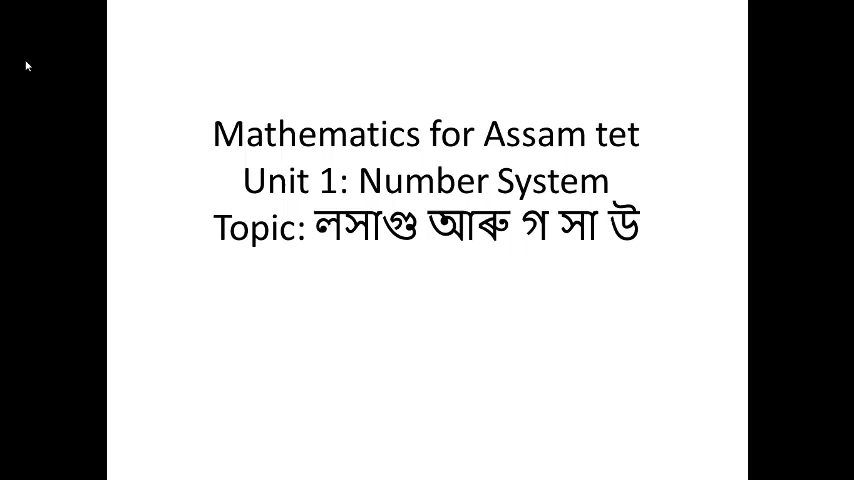 Mathematics for Assam tet
Unit 1: Number System
Topic: লসাগু আৰু গ সা উ